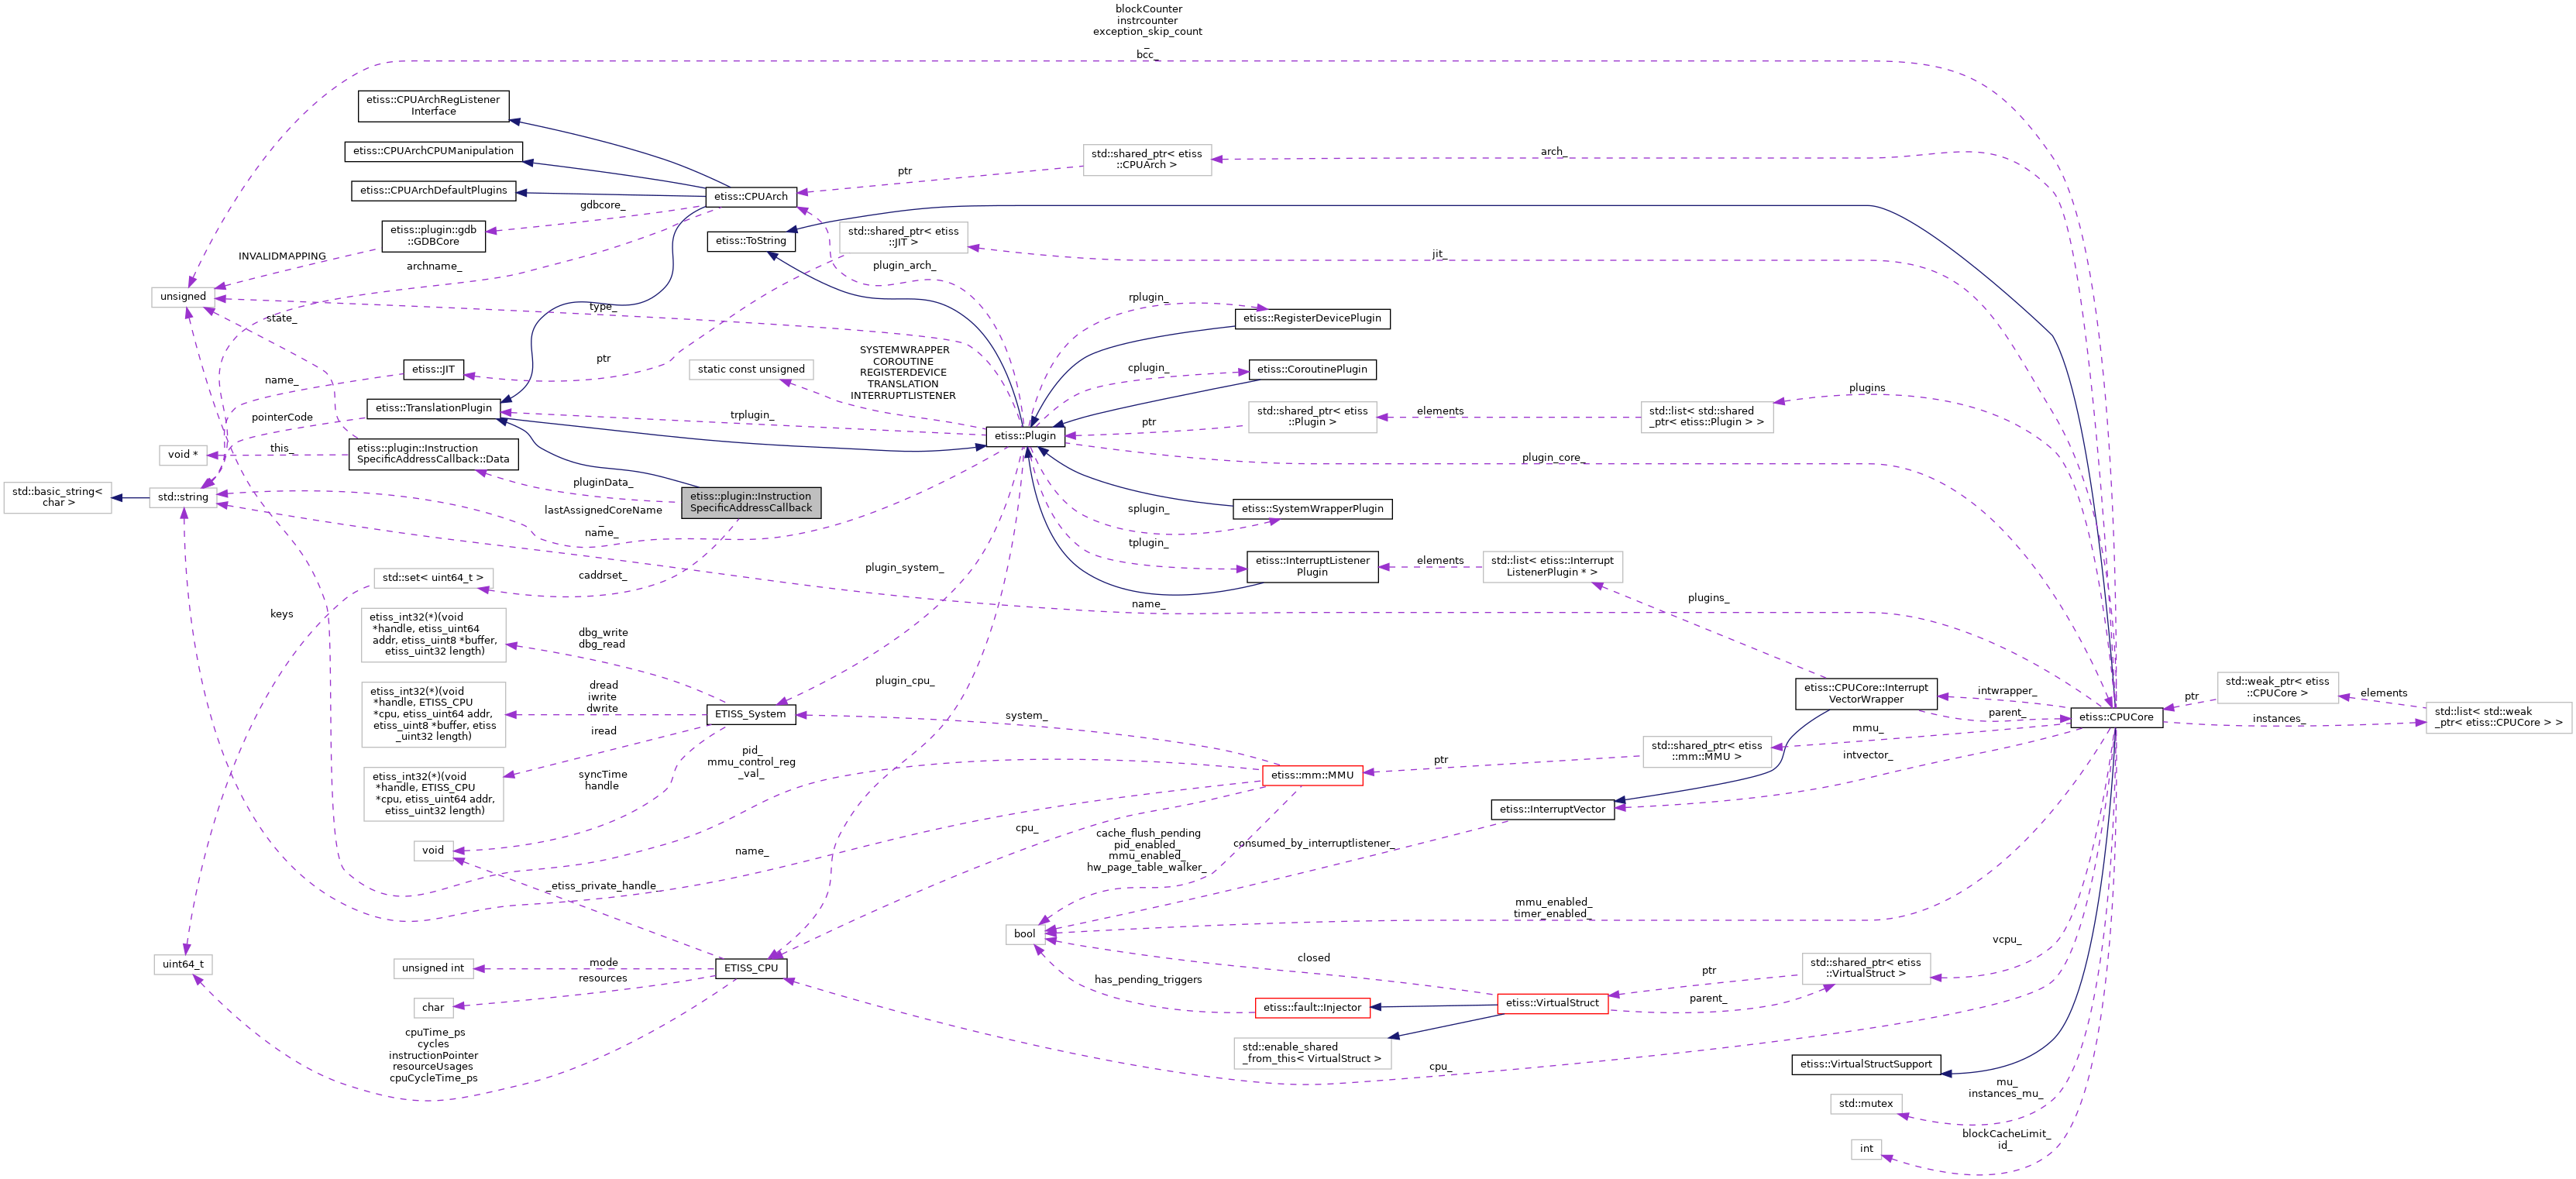 blockCounter
instrcounter
exception_skip_count
_
bcc_
etiss::CPUArchRegListener
Interface
etiss::CPUArchCPUManipulation
std::shared_ptr< etiss
::CPUArch >
arch_
ptr
etiss::CPUArchDefaultPlugins
etiss::CPUArch
gdbcore_
etiss::plugin::gdb
::GDBCore
etiss::ToString
std::shared_ptr< etiss
::JIT >
jit_
INVALIDMAPPING
archname_
plugin_arch_
unsigned
type_
rplugin_
state_
etiss::RegisterDevicePlugin
ptr
SYSTEMWRAPPER
COROUTINE
REGISTERDEVICE
TRANSLATION
INTERRUPTLISTENER
static const unsigned
etiss::JIT
name_
cplugin_
etiss::CoroutinePlugin
plugins
etiss::TranslationPlugin
pointerCode
trplugin_
std::shared_ptr< etiss
::Plugin >
elements
std::list< std::shared
_ptr< etiss::Plugin > >
ptr
etiss::Plugin
void *
this_
etiss::plugin::Instruction
SpecificAddressCallback::Data
plugin_core_
pluginData_
std::basic_string<
char >
std::string
etiss::plugin::Instruction
SpecificAddressCallback
lastAssignedCoreName
_
name_
splugin_
etiss::SystemWrapperPlugin
tplugin_
etiss::InterruptListener
Plugin
elements
std::list< etiss::Interrupt
ListenerPlugin * >
plugin_system_
std::set< uint64_t >
caddrset_
keys
name_
plugins_
etiss_int32(*)(void
*handle, etiss_uint64
addr, etiss_uint8 *buffer,
etiss_uint32 length)
dbg_write
dbg_read
plugin_cpu_
etiss::CPUCore::Interrupt
VectorWrapper
intwrapper_
parent_
etiss::CPUCore
ptr
std::weak_ptr< etiss
::CPUCore >
elements
instances_
std::list< std::weak
_ptr< etiss::CPUCore > >
etiss_int32(*)(void
*handle, ETISS_CPU
*cpu, etiss_uint64 addr,
etiss_uint8 *buffer, etiss
_uint32 length)
dread
iwrite
dwrite
ETISS_System
system_
iread
mmu_
std::shared_ptr< etiss
::mm::MMU >
intvector_
ptr
pid_
mmu_control_reg
_val_
etiss::mm::MMU
etiss_int32(*)(void
*handle, ETISS_CPU
*cpu, etiss_uint64 addr,
etiss_uint32 length)
syncTime
handle
etiss::InterruptVector
cpu_
cache_flush_pending
pid_enabled_
mmu_enabled_
hw_page_table_walker_
consumed_by_interruptlistener_
void
name_
_etiss_private_handle
mmu_enabled_
timer_enabled_
bool
vcpu_
closed
uint64_t
unsigned int
mode
ETISS_CPU
resources
char
has_pending_triggers
ptr
std::shared_ptr< etiss
::VirtualStruct >
parent_
etiss::VirtualStruct
etiss::fault::Injector
cpuTime_ps
cycles
instructionPointer
resourceUsages
cpuCycleTime_ps
std::enable_shared
_from_this< VirtualStruct >
cpu_
etiss::VirtualStructSupport
mu_
instances_mu_
std::mutex
blockCacheLimit_
id_
int